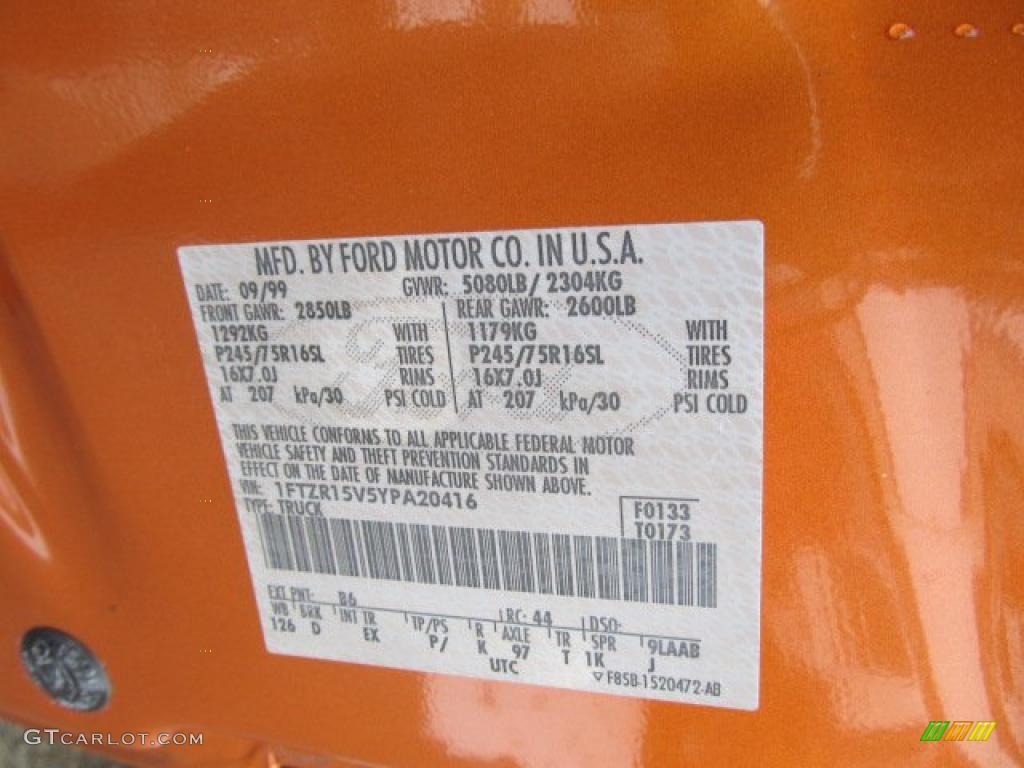 MFD. BY FORD MOTOR CO. IN U.S.A.
DATE: 09/99 GVWR: 5080LB/ 2304KG
FRONT GAWR: 2850LB REAR GAWR: 2600LB
1292KG WITH 1179KG WITH
P245/75R16SL TIRES P245/75R16SL TIRES
16X7.0J RIMS 16X7.0J RIMS
AT 207 kPa/30 PSI COLD AT 207 kPa/30 PSI COLD
THIS VEHICLE CONFORMS TO ALL APPLICABLE FEDERAL MOTOR
VEHICLE SAFETY AND THEFT PREVENTION STANDARDS IN
EFFECT ON THE DATE OF MANUFACTURE SHOWN ABOVE.
VIN: 1FTZR15V5YPA20416
TYPE: TRUCK
F0133
T0173
EXT PNT: B6 RC: 44 DSO:
WB BRK INT TR TP/PS R AXLE TR SPR 9LAAB
126 D EX P/ K 97 T 1K J
UTC
F85B-1520472-AB
GTCARLOT.COM